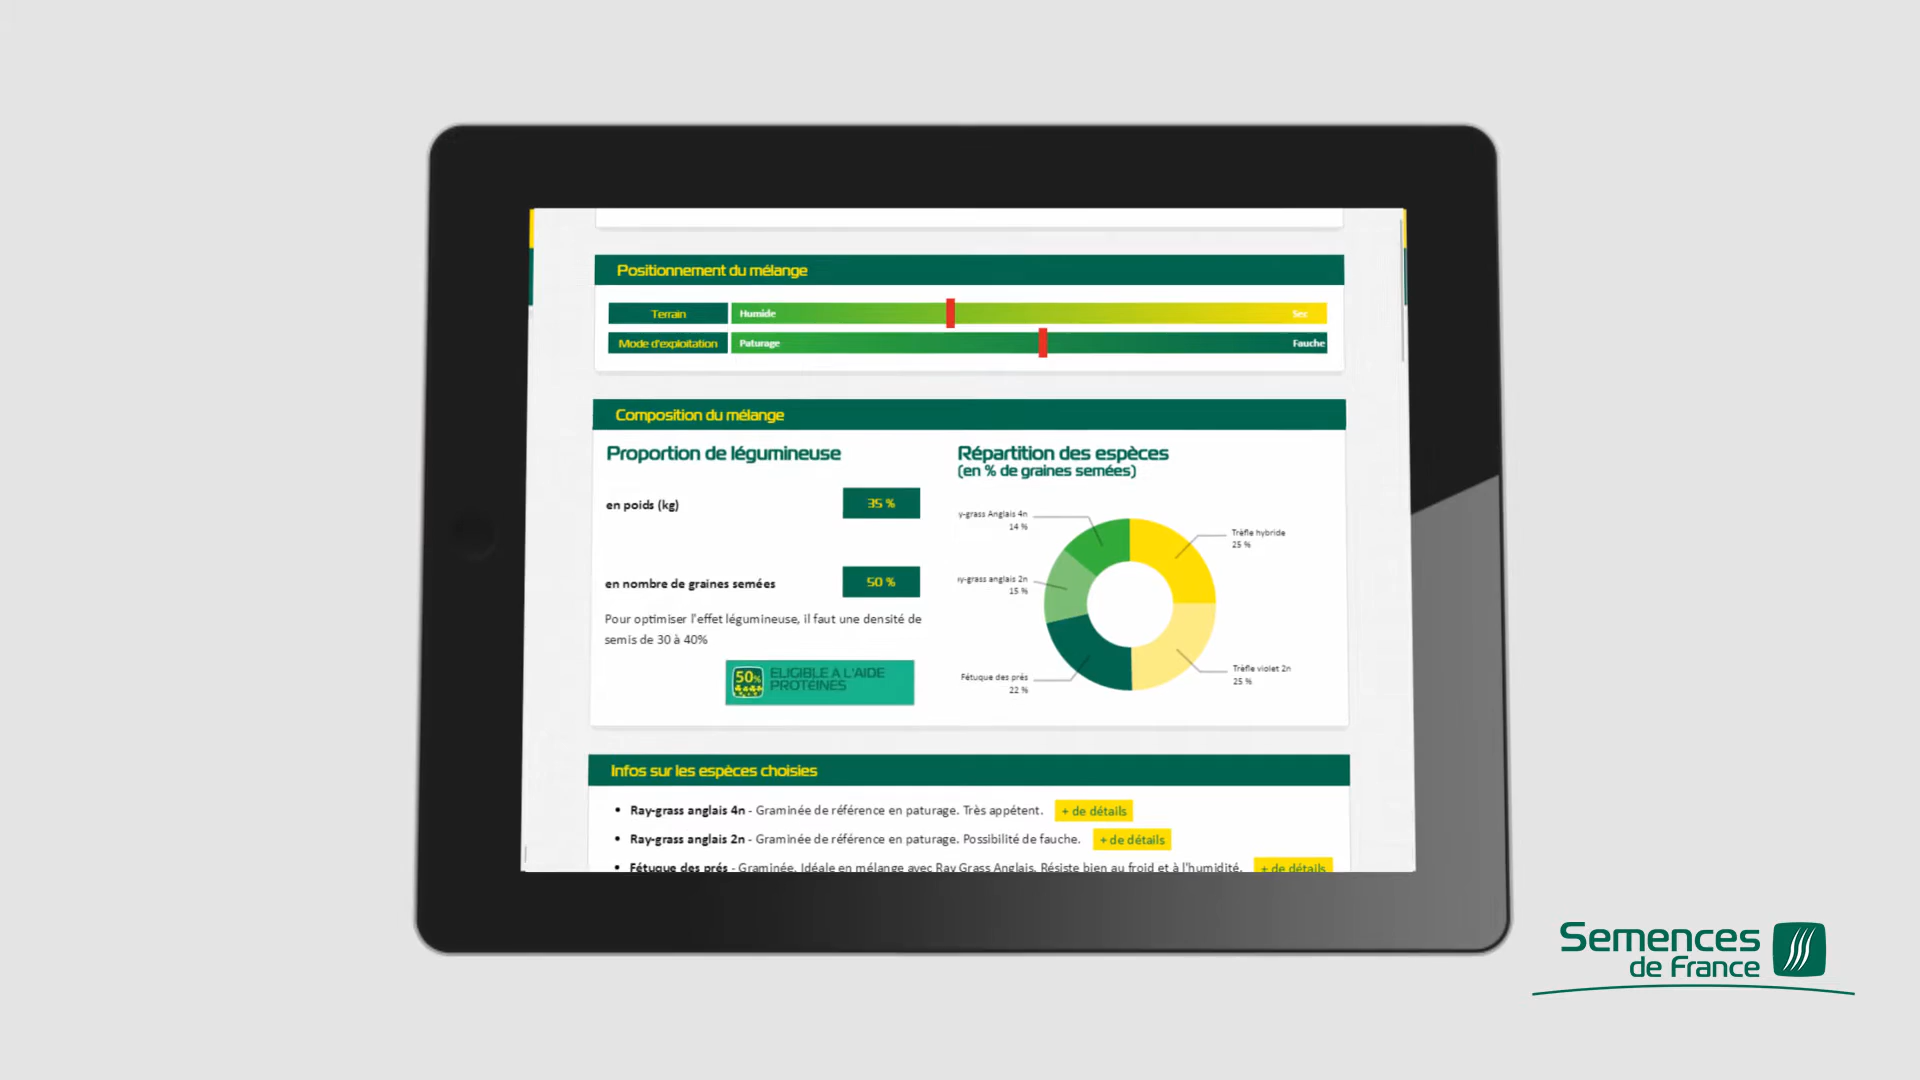 Positionnement du mélange
Terrain
Humide
Sec
Mode d'exploitation
Paturage
Fauche
Composition du mélange
Proportion de légumineuse
en poids (kg)
35 %
en nombre de graines semées
50 %
Pour optimiser l'effet légumineuse, il faut une densité de
semis de 30 à 40%
50%
ELIGIBLE À L'AIDE
PROTÉINES
Répartition des espèces
(en % de graines semées)
y-grass Anglais 4n
14 %
y-grass anglais 2n
15 %
Fétuque des prés
22 %
Trèfle hybride
25 %
Trèfle violet 2n
25 %
Infos sur les espèces choisies
• Ray-grass anglais 4n - Graminée de référence en paturage. Très appétent. + de détails
• Ray-grass anglais 2n - Graminée de référence en paturage. Possibilité de fauche. + de détails
• Fétuque des prés - Graminée. Idéale en mélange avec Ray Grass Anglais. Résiste bien au froid et à l'humidité. + de détails
Semences
de France